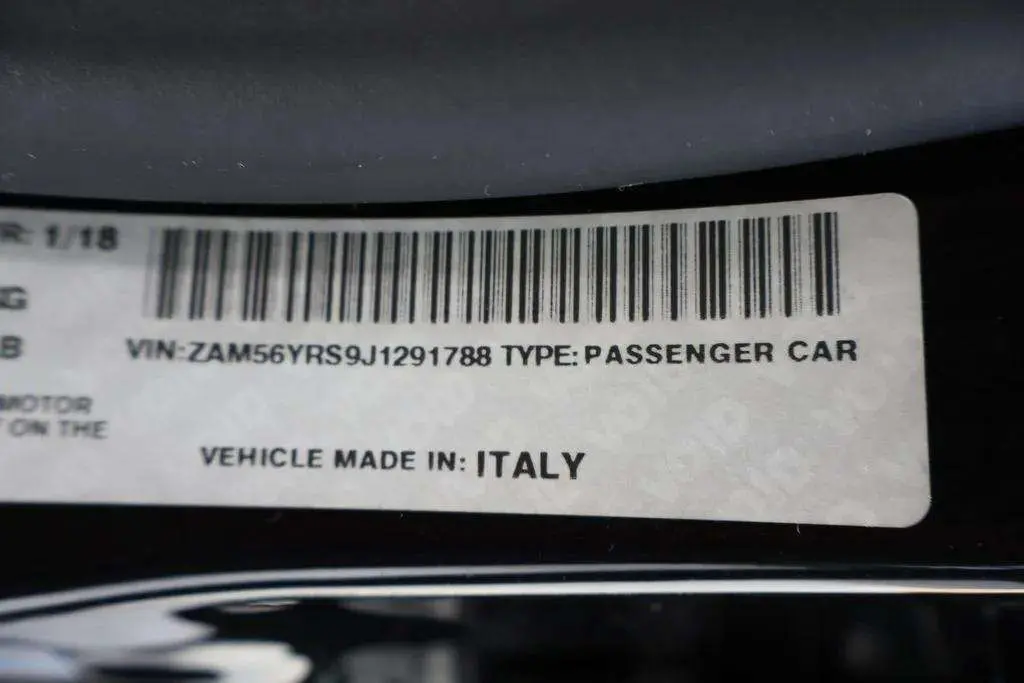 R: 1/18
G
B
VIN:ZAM56YRS9J1291788 TYPE:PASSENGER CAR
MOTOR
ON THE
VEHICLE MADE IN: ITALY